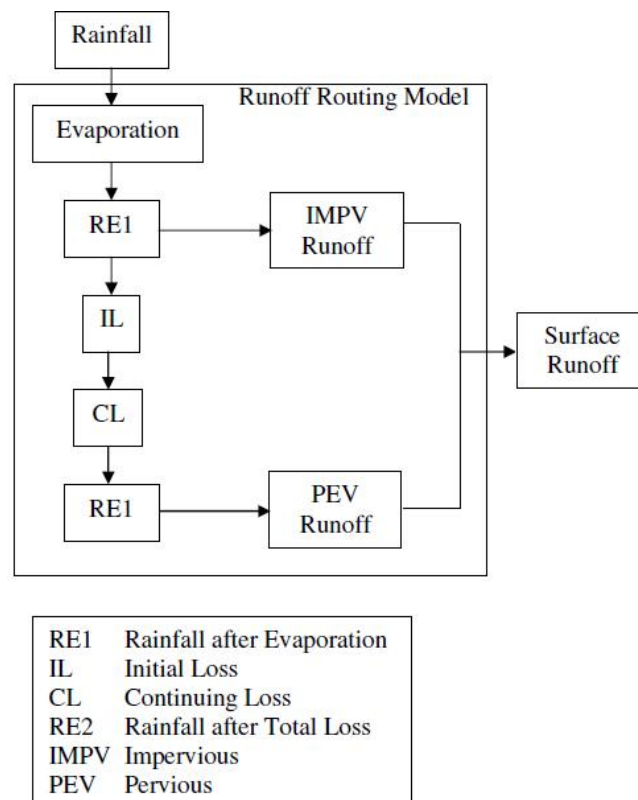 Rainfall
Runoff Routing Model
Evaporation
RE1
IMPV
Runoff
IL
Surface
Runoff
CL
RE1
PEV
Runoff
RE1 Rainfall after Evaporation
IL Initial Loss
CL Continuing Loss
RE2 Rainfall after Total Loss
IMPV Impervious
PEV Pervious